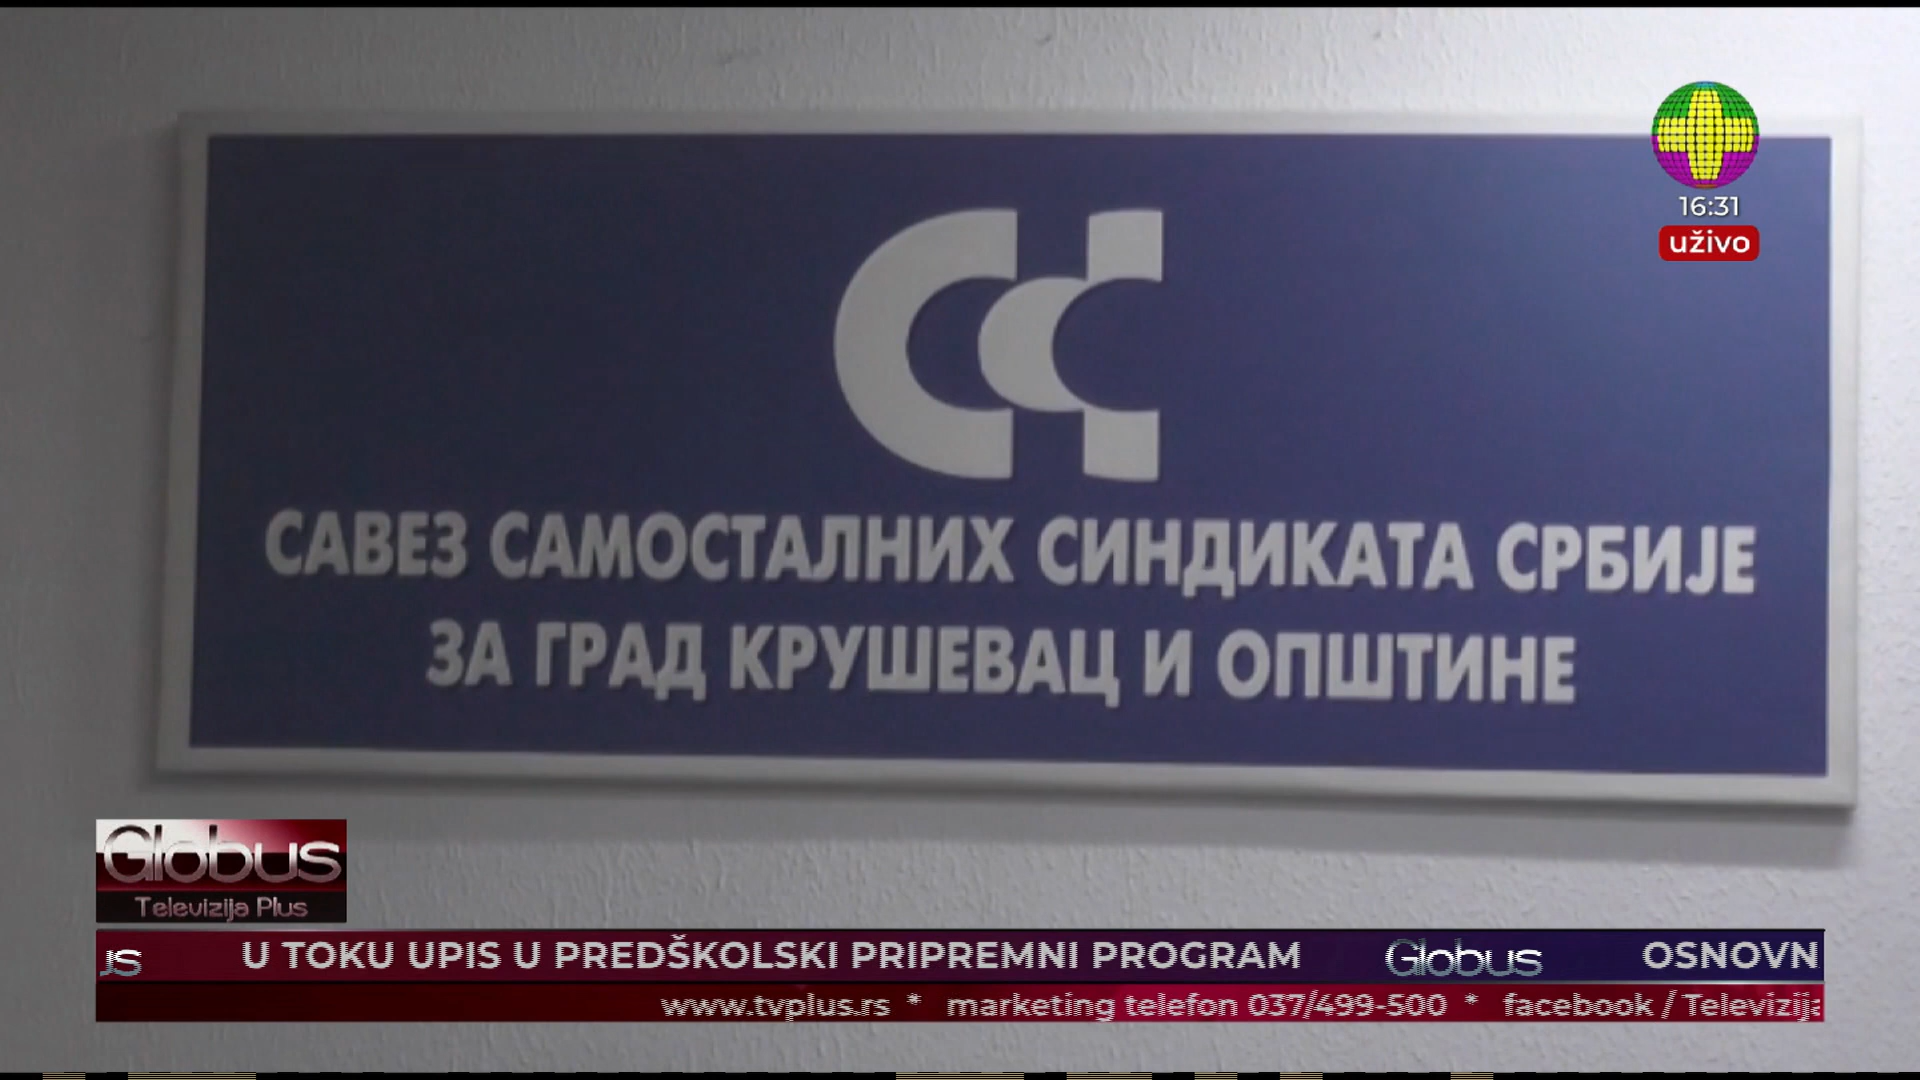 16:31
uživo
САВЕЗ САМОСТАЛНИХ СИНДИКАТА СРБИЈЕ
ЗА ГРАД КРУШЕВАЦ И ОПШТИНЕ
Globus
Televizija Plus
U TOKU UPIS U PREDŠKOLSKI PRIPREMNI PROGRAM Globus OSNOVN
www.tvplus.rs * marketing telefon 037/499-500 * facebook / Televizija